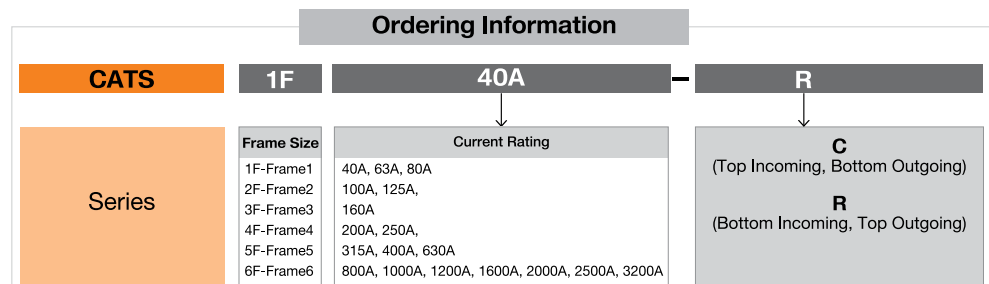 Ordering Information
CATS 1F 40A - R
Series
Frame Size
1F-Frame1
2F-Frame2
3F-Frame3
4F-Frame4
5F-Frame5
6F-Frame6
Current Rating
40A, 63A, 80A
100A, 125A,
160A
200A, 250A,
315A, 400A, 630A
800A, 1000A, 1200A, 1600A, 2000A, 2500A, 3200A
C
(Top Incoming, Bottom Outgoing)
R
(Bottom Incoming, Top Outgoing)